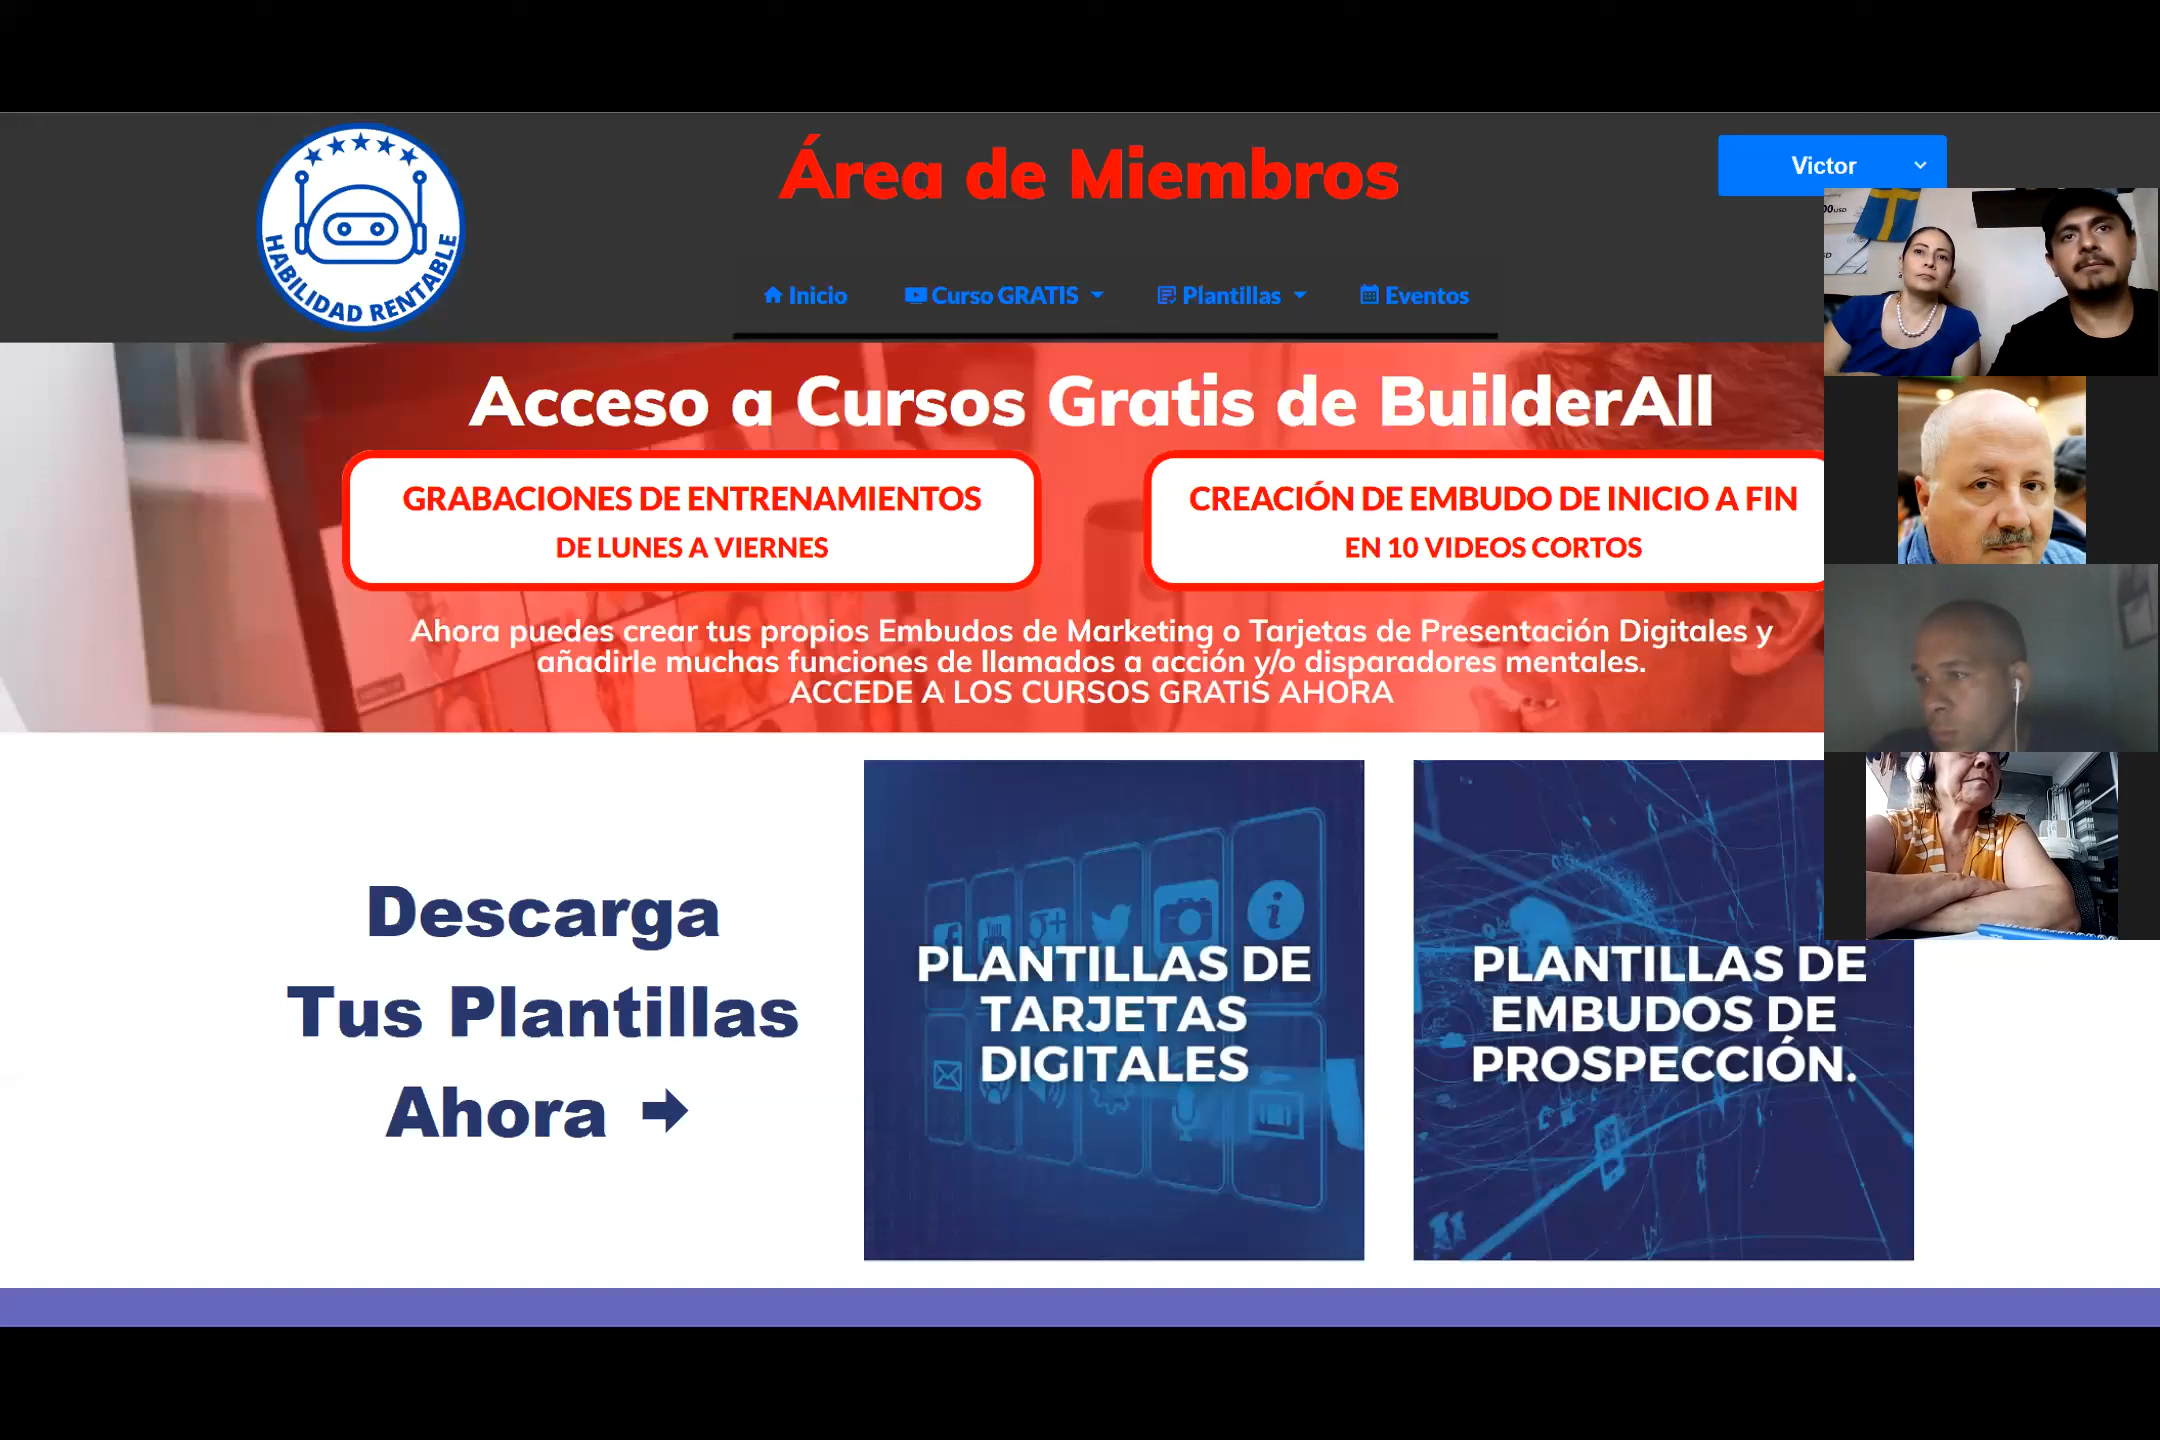 HABILIDAD RENTABLE
Área de Miembros
Victor
Inicio
Curso GRATIS
Plantillas
Eventos
00USD
SD
Acceso a Cursos Gratis de BuilderAll
GRABACIONES DE ENTRENAMIENTOS
DE LUNES A VIERNES
CREACIÓN DE EMBUDO DE INICIO A FIN
EN 10 VIDEOS CORTOS
Ahora puedes crear tus propios Embudos de Marketing o Tarjetas de Presentación Digitales y
añadirle muchas funciones de llamados a acción y/o disparadores mentales.
ACCEDE A LOS CURSOS GRATIS AHORA
Descarga
Tus Plantillas
Ahora
You
g+
PLANTILLAS DE
TARJETAS
DIGITALES
PLANTILLAS DE
EMBUDOS DE
PROSPECCIÓN.